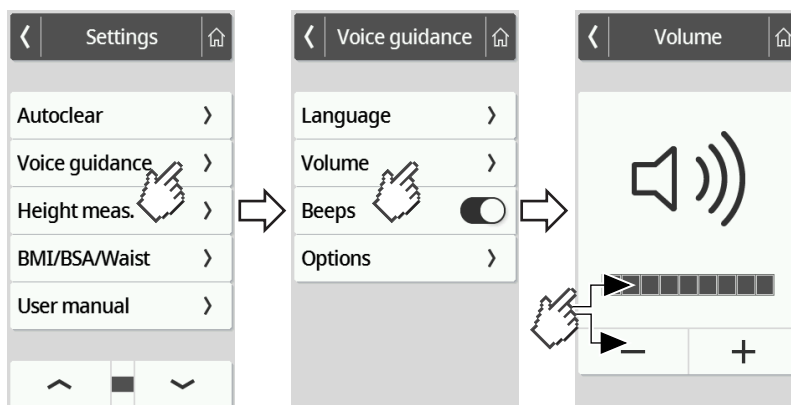 Settings
Autoclear
Voice guidance
Height meas.
BMI/BSA/Waist
User manual
Voice guidance
Language
Volume
Beeps
Options
Volume